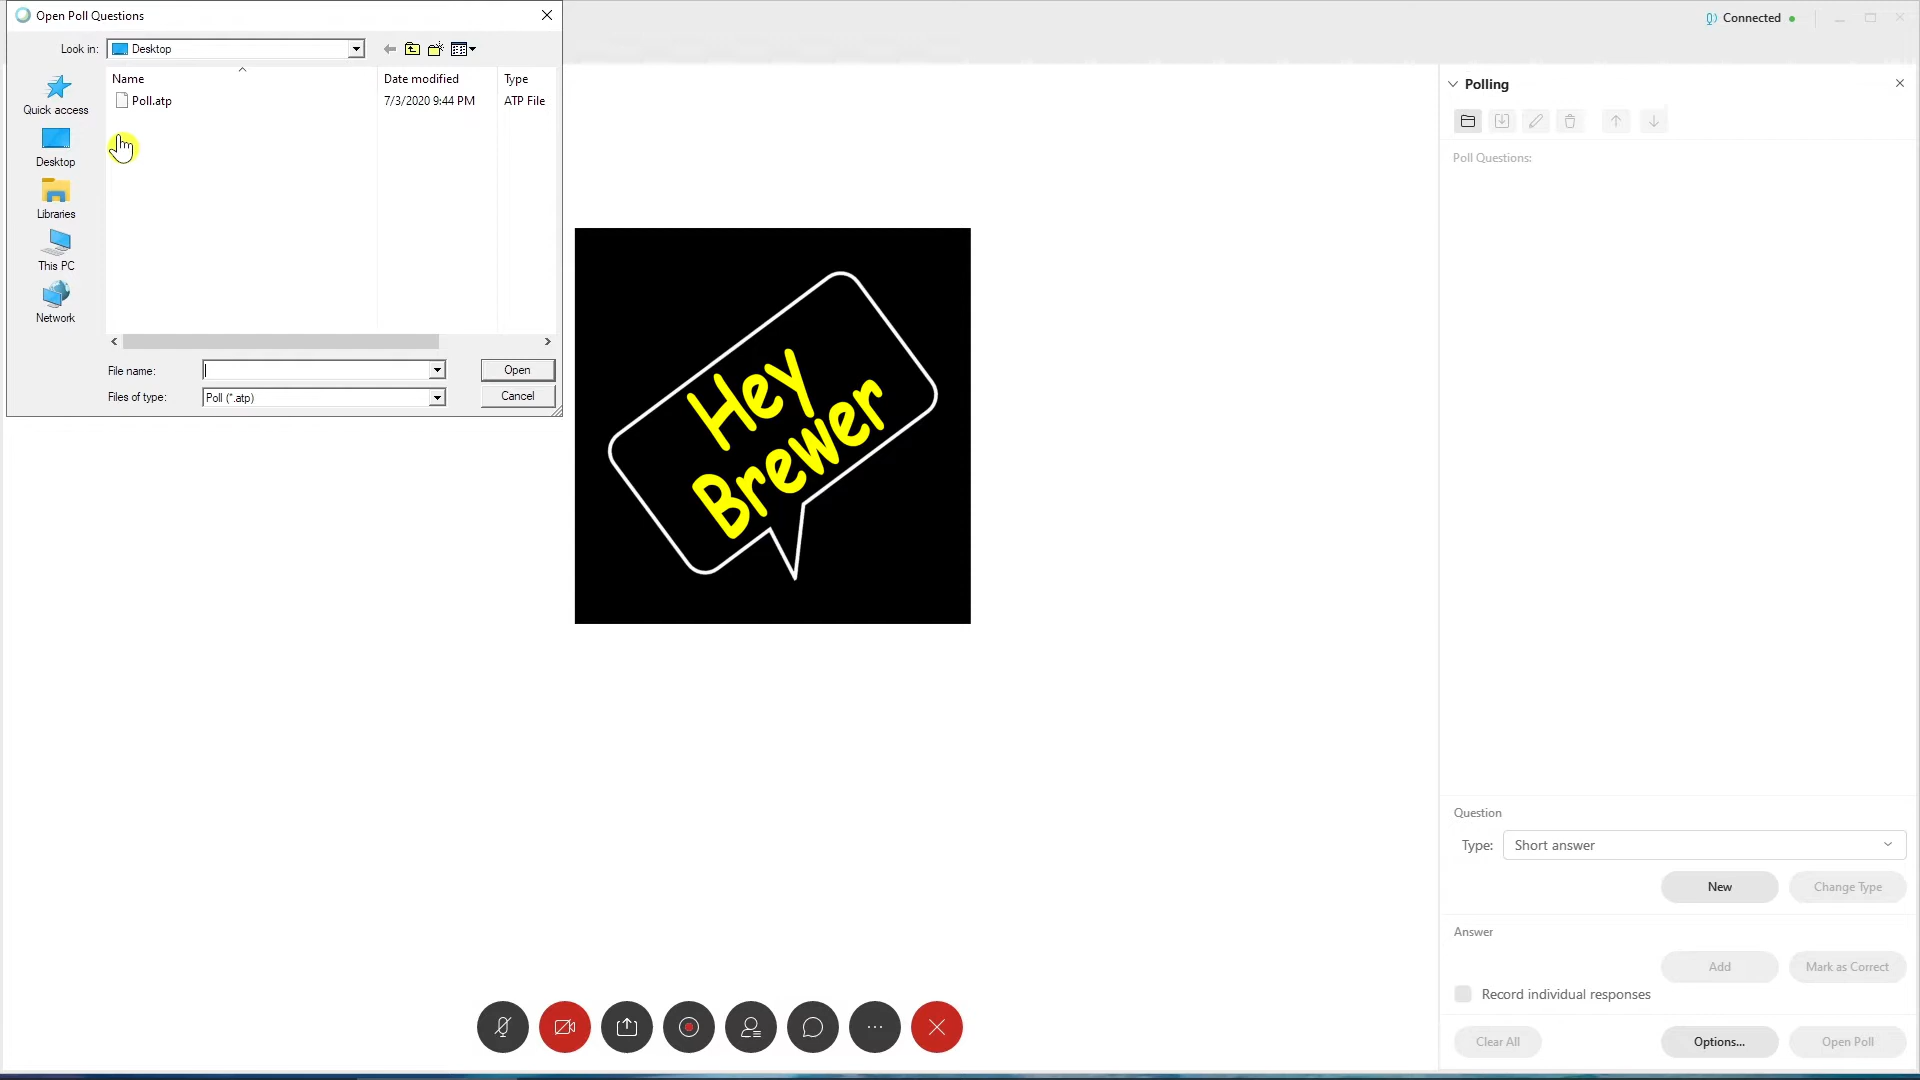 Open Poll Questions
Connected
Look in: Desktop
Name Date modified Type
Poll.atp 7/3/2020 9:44 PM ATP File
Quick access
Desktop
Libraries
This PC
Network
File name: Open
Files of type: Poll (*.atp) Cancel
Hey
Brewer
Polling
Poll Questions:
Question
Type: Short answer
New Change Type
Answer
Add Mark as Correct
Record individual responses
Clear All Options... Open Poll